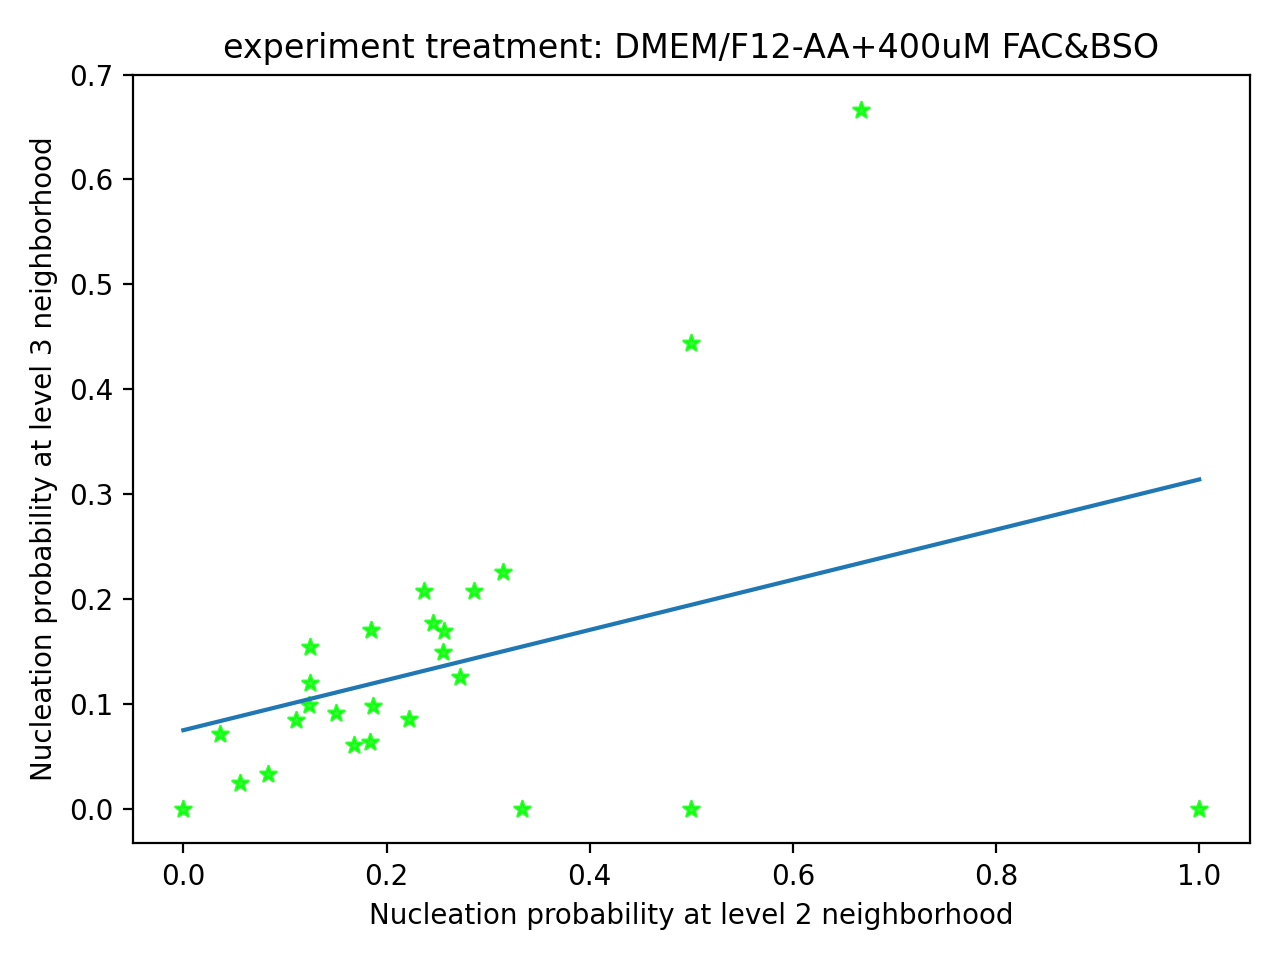 experiment treatment: DMEM/F12-AA+400uM FAC&BSO
0.7
0.6
0.5
0.4
0.3
0.2
0.1
0.0
Nucleation probability at level 3 neighborhood
0.0 0.2 0.4 0.6 0.8 1.0
Nucleation probability at level 2 neighborhood